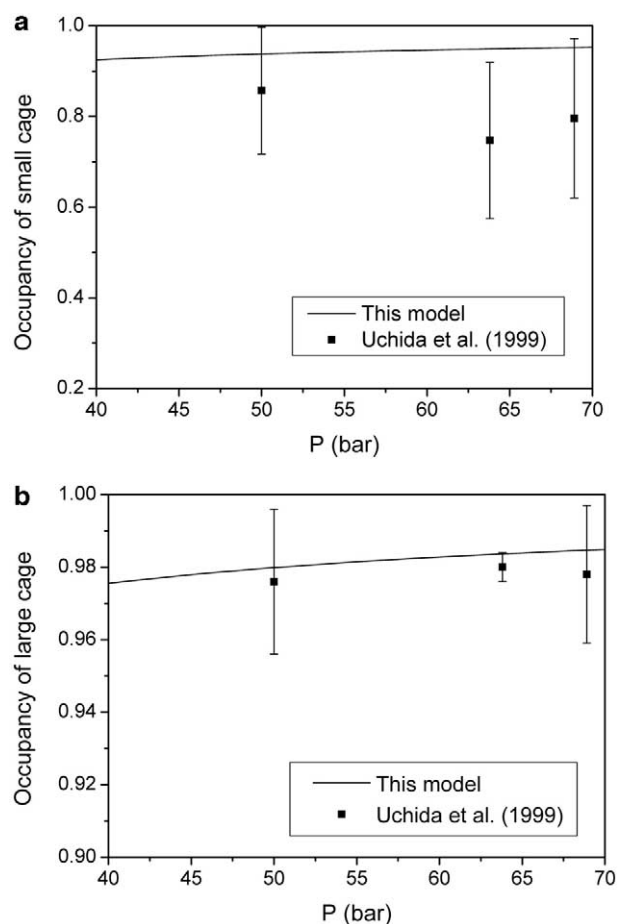 a
Occupancy of small cage
1.0
0.8
0.6
0.4
0.2
This model
Uchida et al. (1999)
40 45 50 55 60 65 70
P (bar)
b
Occupancy of large cage
1.00
0.98
0.96
0.94
0.92
0.90
This model
Uchida et al. (1999)
40 45 50 55 60 65 70
P (bar)